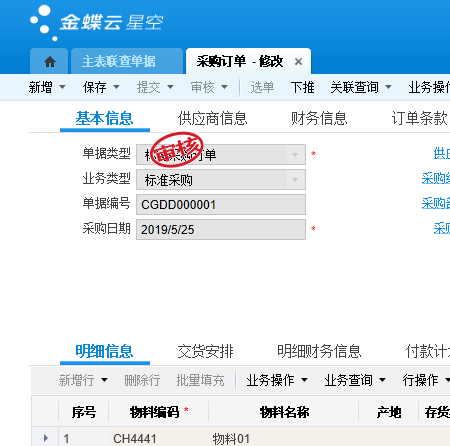 金蝶云 星空
主表联查单据 采购订单 - 修改 ×
新增 保存 提交 审核 选单 下推 关联查询 业务操
基本信息 供应商信息 财务信息 订单条款
单据类型 标准采购订单 *
审核
业务类型 标准采购 采购组
单据编号 CGDD000001 采购部
采购日期 2019/5/25 * 采购
明细信息 交货安排 明细财务信息 付款计
新增行 删除行 批量填充 业务操作 业务查询 行操作
序号 物料编码* 物料名称 产地 存货
1 CH4441 物料01